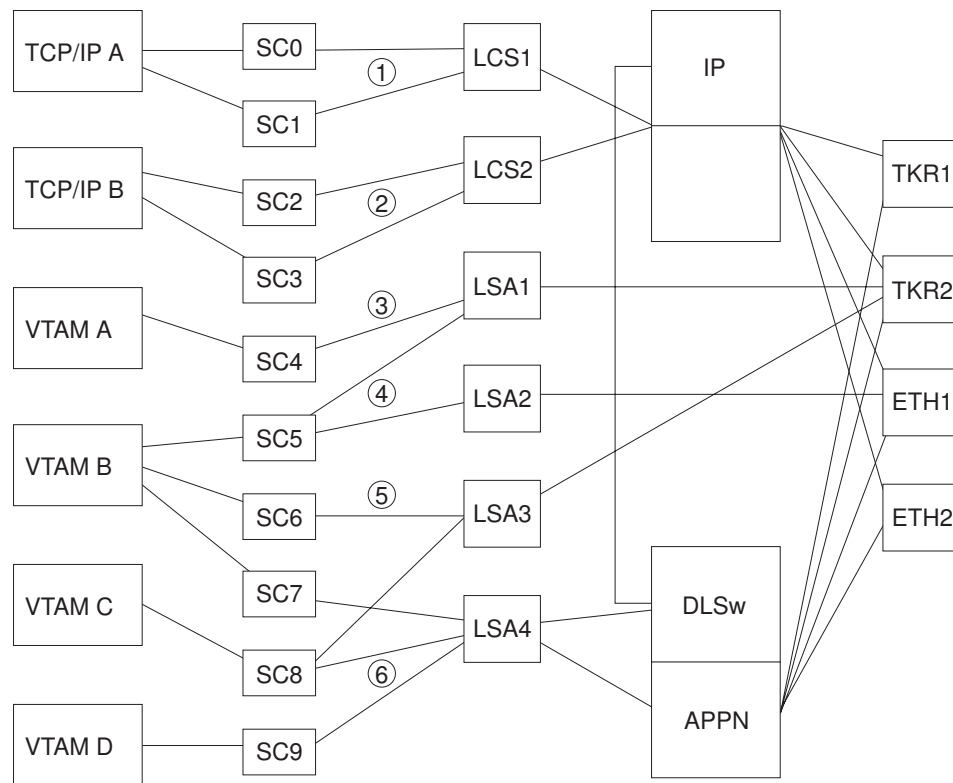 TCP/IP A
SC0
①
LCS1
IP
SC1
TCP/IP B
SC2
②
LCS2
TKR1
SC3
VTAM A
③
LSA1
TKR2
SC4
④
LSA2
ETH1
VTAM B
SC5
⑤
LSA3
ETH2
SC6
VTAM C
SC7
LSA4
DLSw
SC8
⑥
APPN
VTAM D
SC9